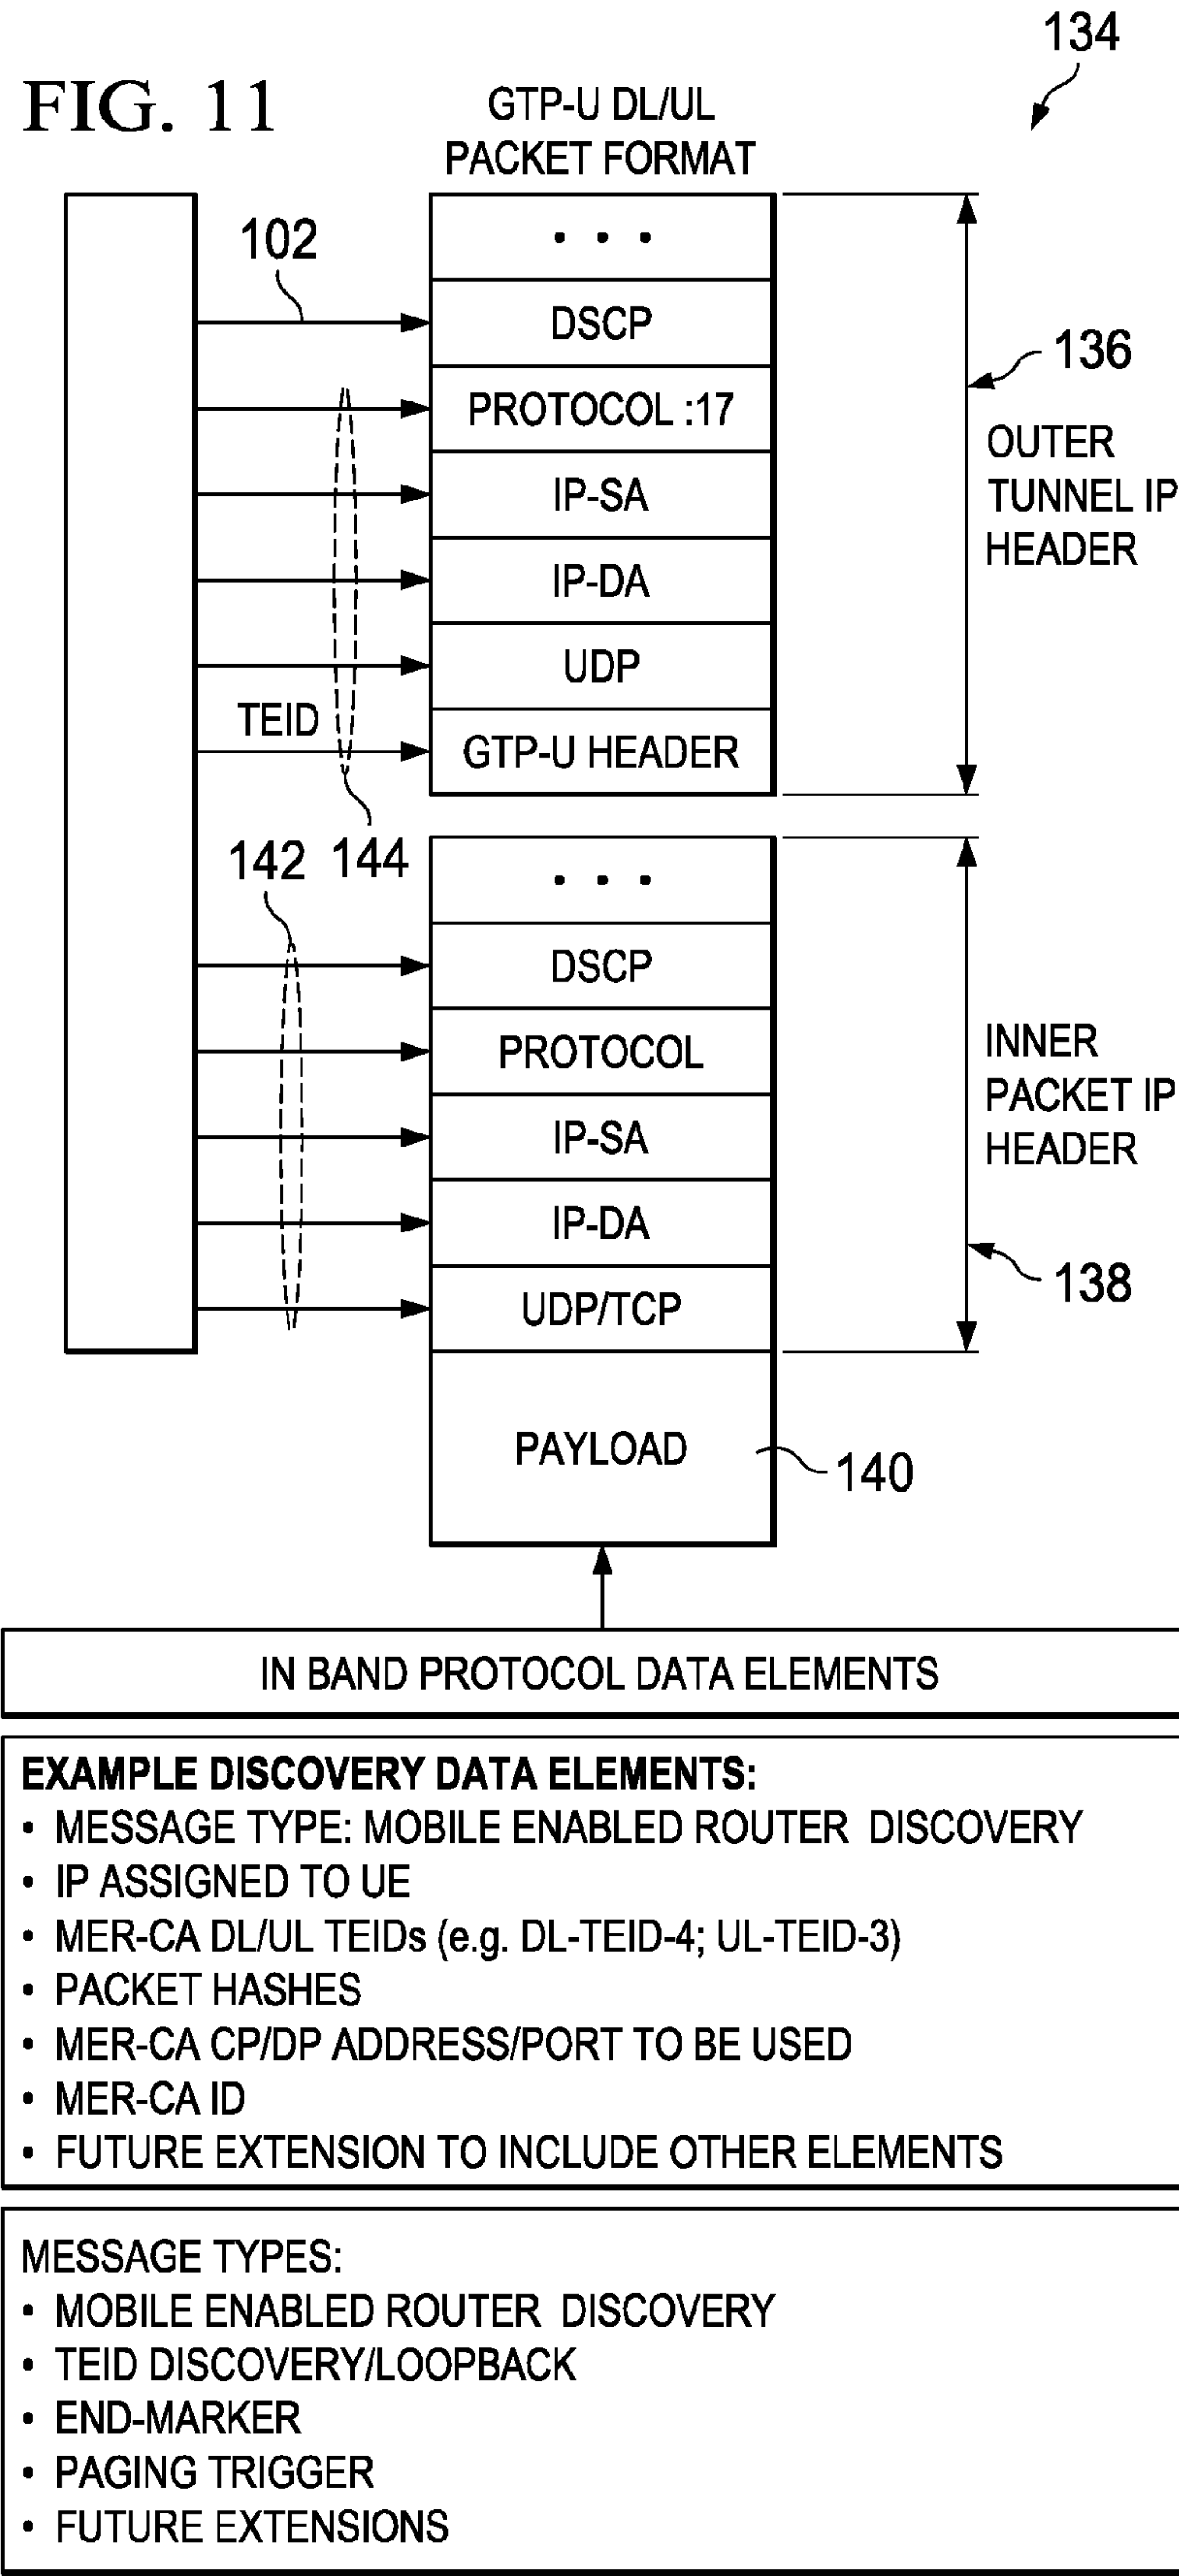 134
FIG. 11
GTP-U DL/UL
PACKET FORMAT
. . .
102
DSCP
136
PROTOCOL :17
OUTER
TUNNEL IP
HEADER
IP-SA
IP-DA
UDP
TEID
GTP-U HEADER
142
144
. . .
DSCP
PROTOCOL
INNER
PACKET IP
HEADER
IP-SA
IP-DA
138
UDP/TCP
PAYLOAD
140
IN BAND PROTOCOL DATA ELEMENTS
EXAMPLE DISCOVERY DATA ELEMENTS:
• MESSAGE TYPE: MOBILE ENABLED ROUTER DISCOVERY
• IP ASSIGNED TO UE
• MER-CA DL/UL TEIDs (e.g. DL-TEID-4; UL-TEID-3)
• PACKET HASHES
• MER-CA CP/DP ADDRESS/PORT TO BE USED
• MER-CA ID
• FUTURE EXTENSION TO INCLUDE OTHER ELEMENTS
MESSAGE TYPES:
• MOBILE ENABLED ROUTER DISCOVERY
• TEID DISCOVERY/LOOPBACK
• END-MARKER
• PAGING TRIGGER
• FUTURE EXTENSIONS